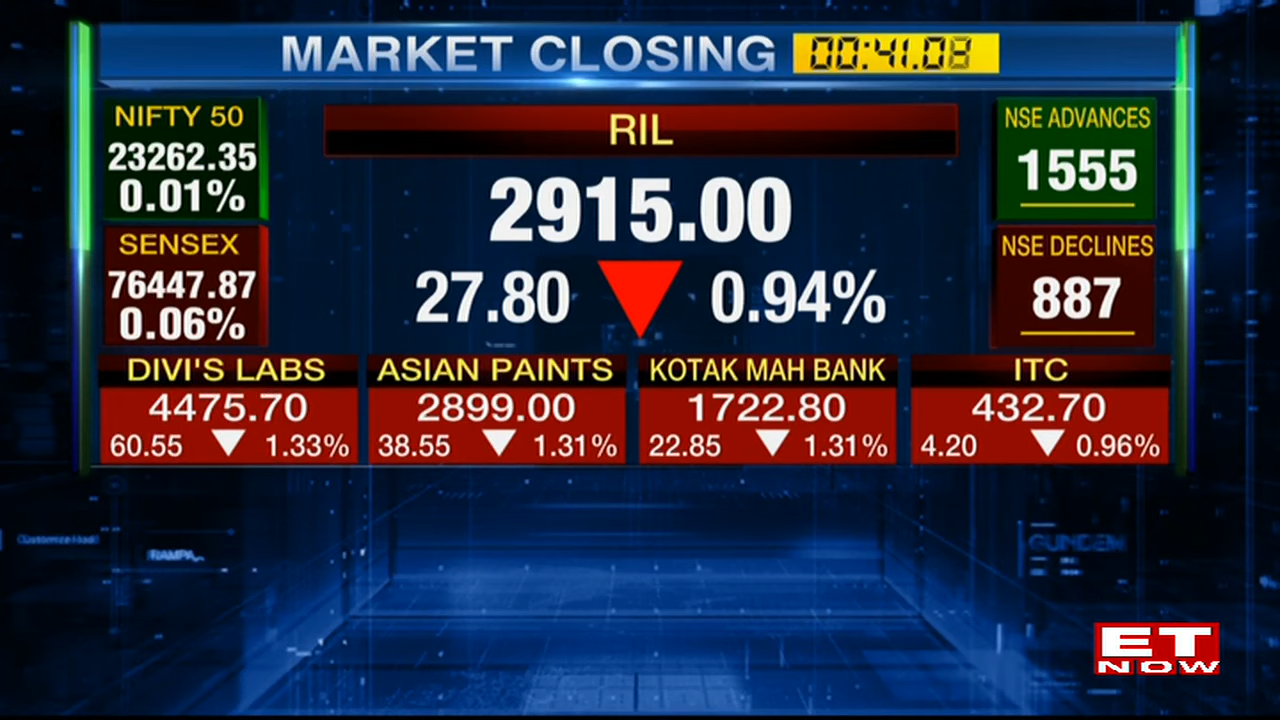 MARKET CLOSING 00:41.03
NIFTY 50
23262.35
0.01%
SENSEX
76447.87
0.06%
RIL
2915.00
27.80 0.94%
NSE ADVANCES
1555
NSE DECLINES
887
DIVI'S LABS
4475.70
60.55 1.33%
ASIAN PAINTS
2899.00
38.55 1.31%
KOTAK MAH BANK
1722.80
22.85 1.31%
ITC
432.70
4.20 0.96%
GUNDEM
ET
NOW